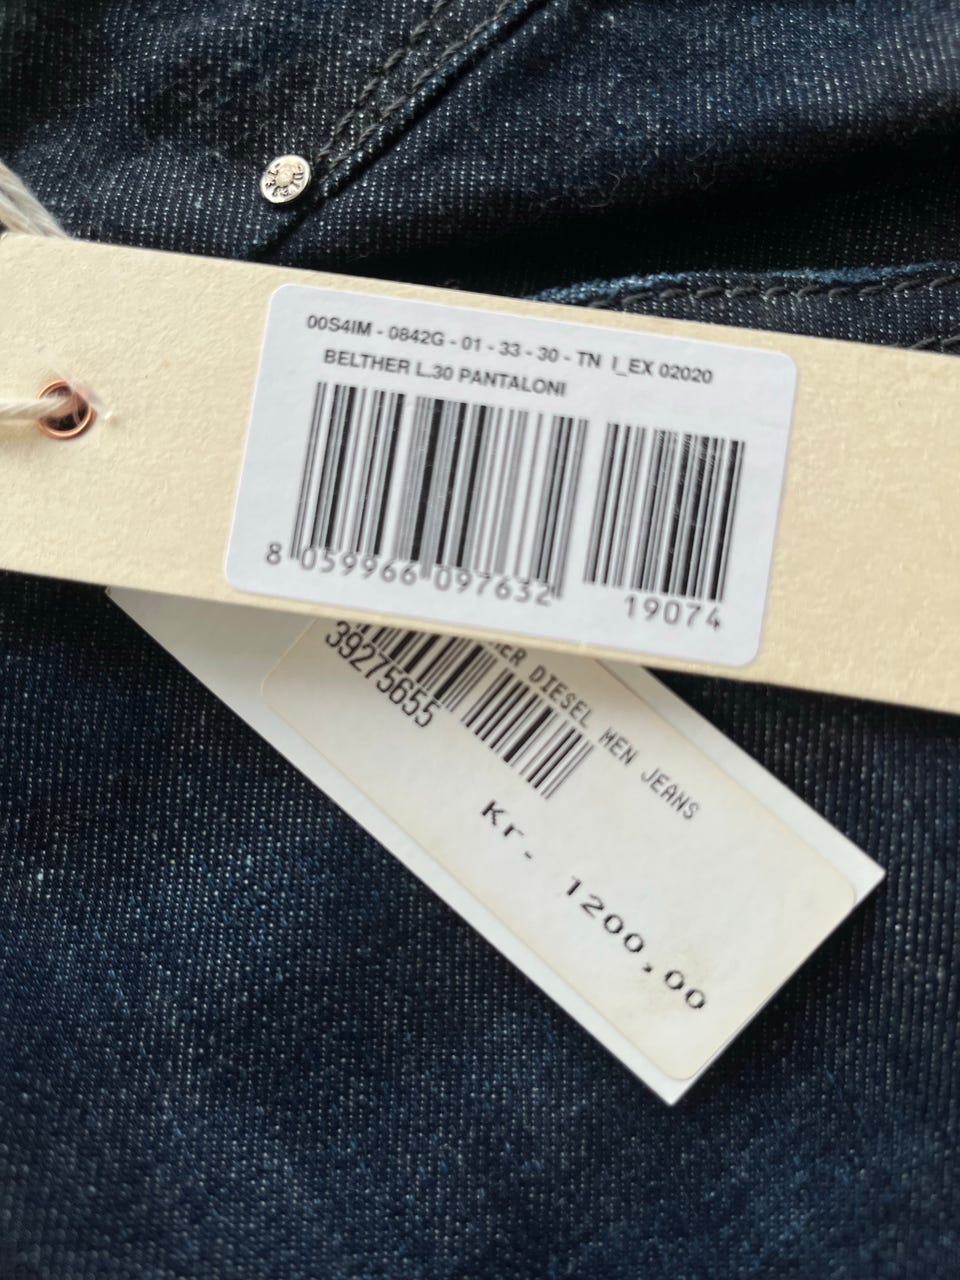 00S4IM - 0842G - 01 - 33 - 30 - TN I_EX 02020
BELTHER L.30 PANTALONI
8 059966 097632
19074
DIESEL MEN JEANS
39275655
Kr. 1200,00